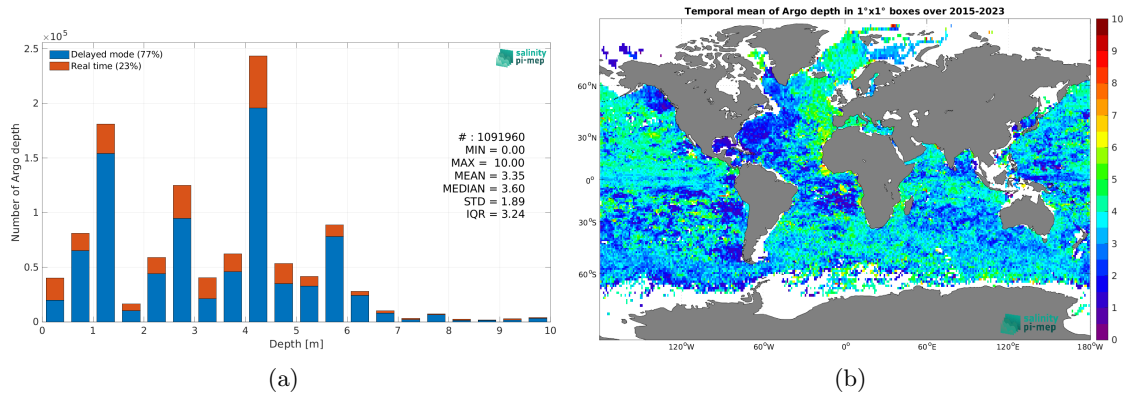 2.5 ×10⁵
2
1.5
1
0.5
0
0 1 2 3 4 5 6 7 8 9 10
Number of Argo depth
Depth [m]
Delayed mode (77%)
Real time (23%)
salinity
pi-mep
# : 1091960
MIN = 0.00
MAX = 10.00
MEAN = 3.35
MEDIAN = 3.60
STD = 1.89
IQR = 3.24
(a)
Temporal mean of Argo depth in 1°x1° boxes over 2015-2023
60°N
30°N
0°
30°S
60°S
120°W 60°W 0° 60°E 120°E 180°W
salinity
pi-mep
10
9
8
7
6
5
4
3
2
1
0
(b)